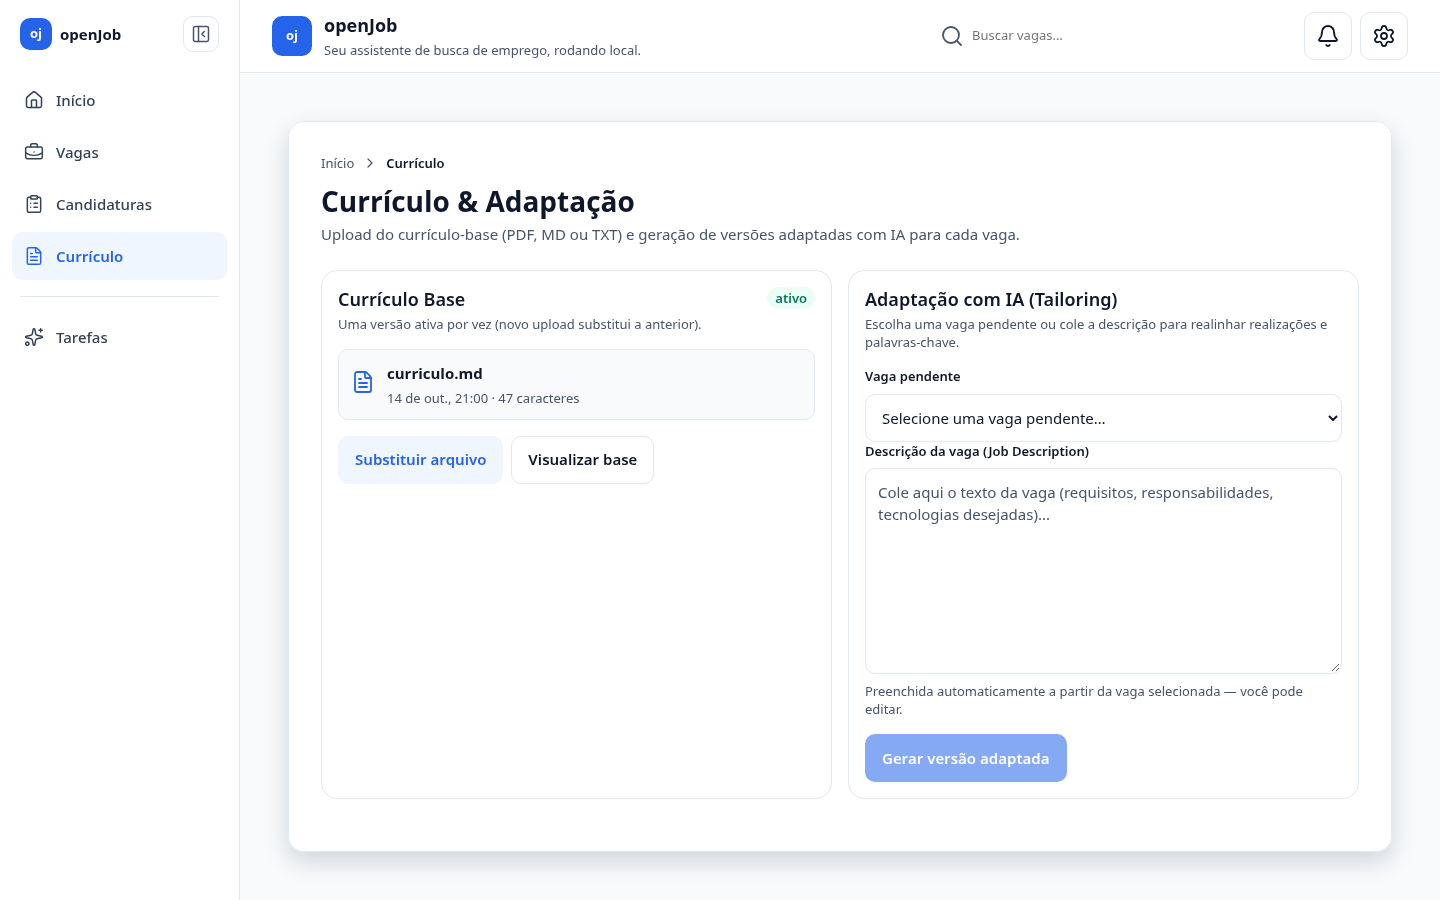 oj openJob
Início
Vagas
Candidaturas
Currículo
Tarefas
oj
openJob
Seu assistente de busca de emprego, rodando local.
Buscar vagas...
Início > Currículo
Currículo & Adaptação
Upload do currículo-base (PDF, MD ou TXT) e geração de versões adaptadas com IA para cada vaga.
Currículo Base
ativo
Uma versão ativa por vez (novo upload substitui a anterior).
curriculo.md
14 de out., 21:00 · 47 caracteres
Substituir arquivo
Visualizar base
Adaptação com IA (Tailoring)
Escolha uma vaga pendente ou cole a descrição para realinhar realizações e
palavras-chave.
Vaga pendente
Selecione uma vaga pendente...
Descrição da vaga (Job Description)
Cole aqui o texto da vaga (requisitos, responsabilidades,
tecnologias desejadas)...
Preenchida automaticamente a partir da vaga selecionada — você pode
editar.
Gerar versão adaptada